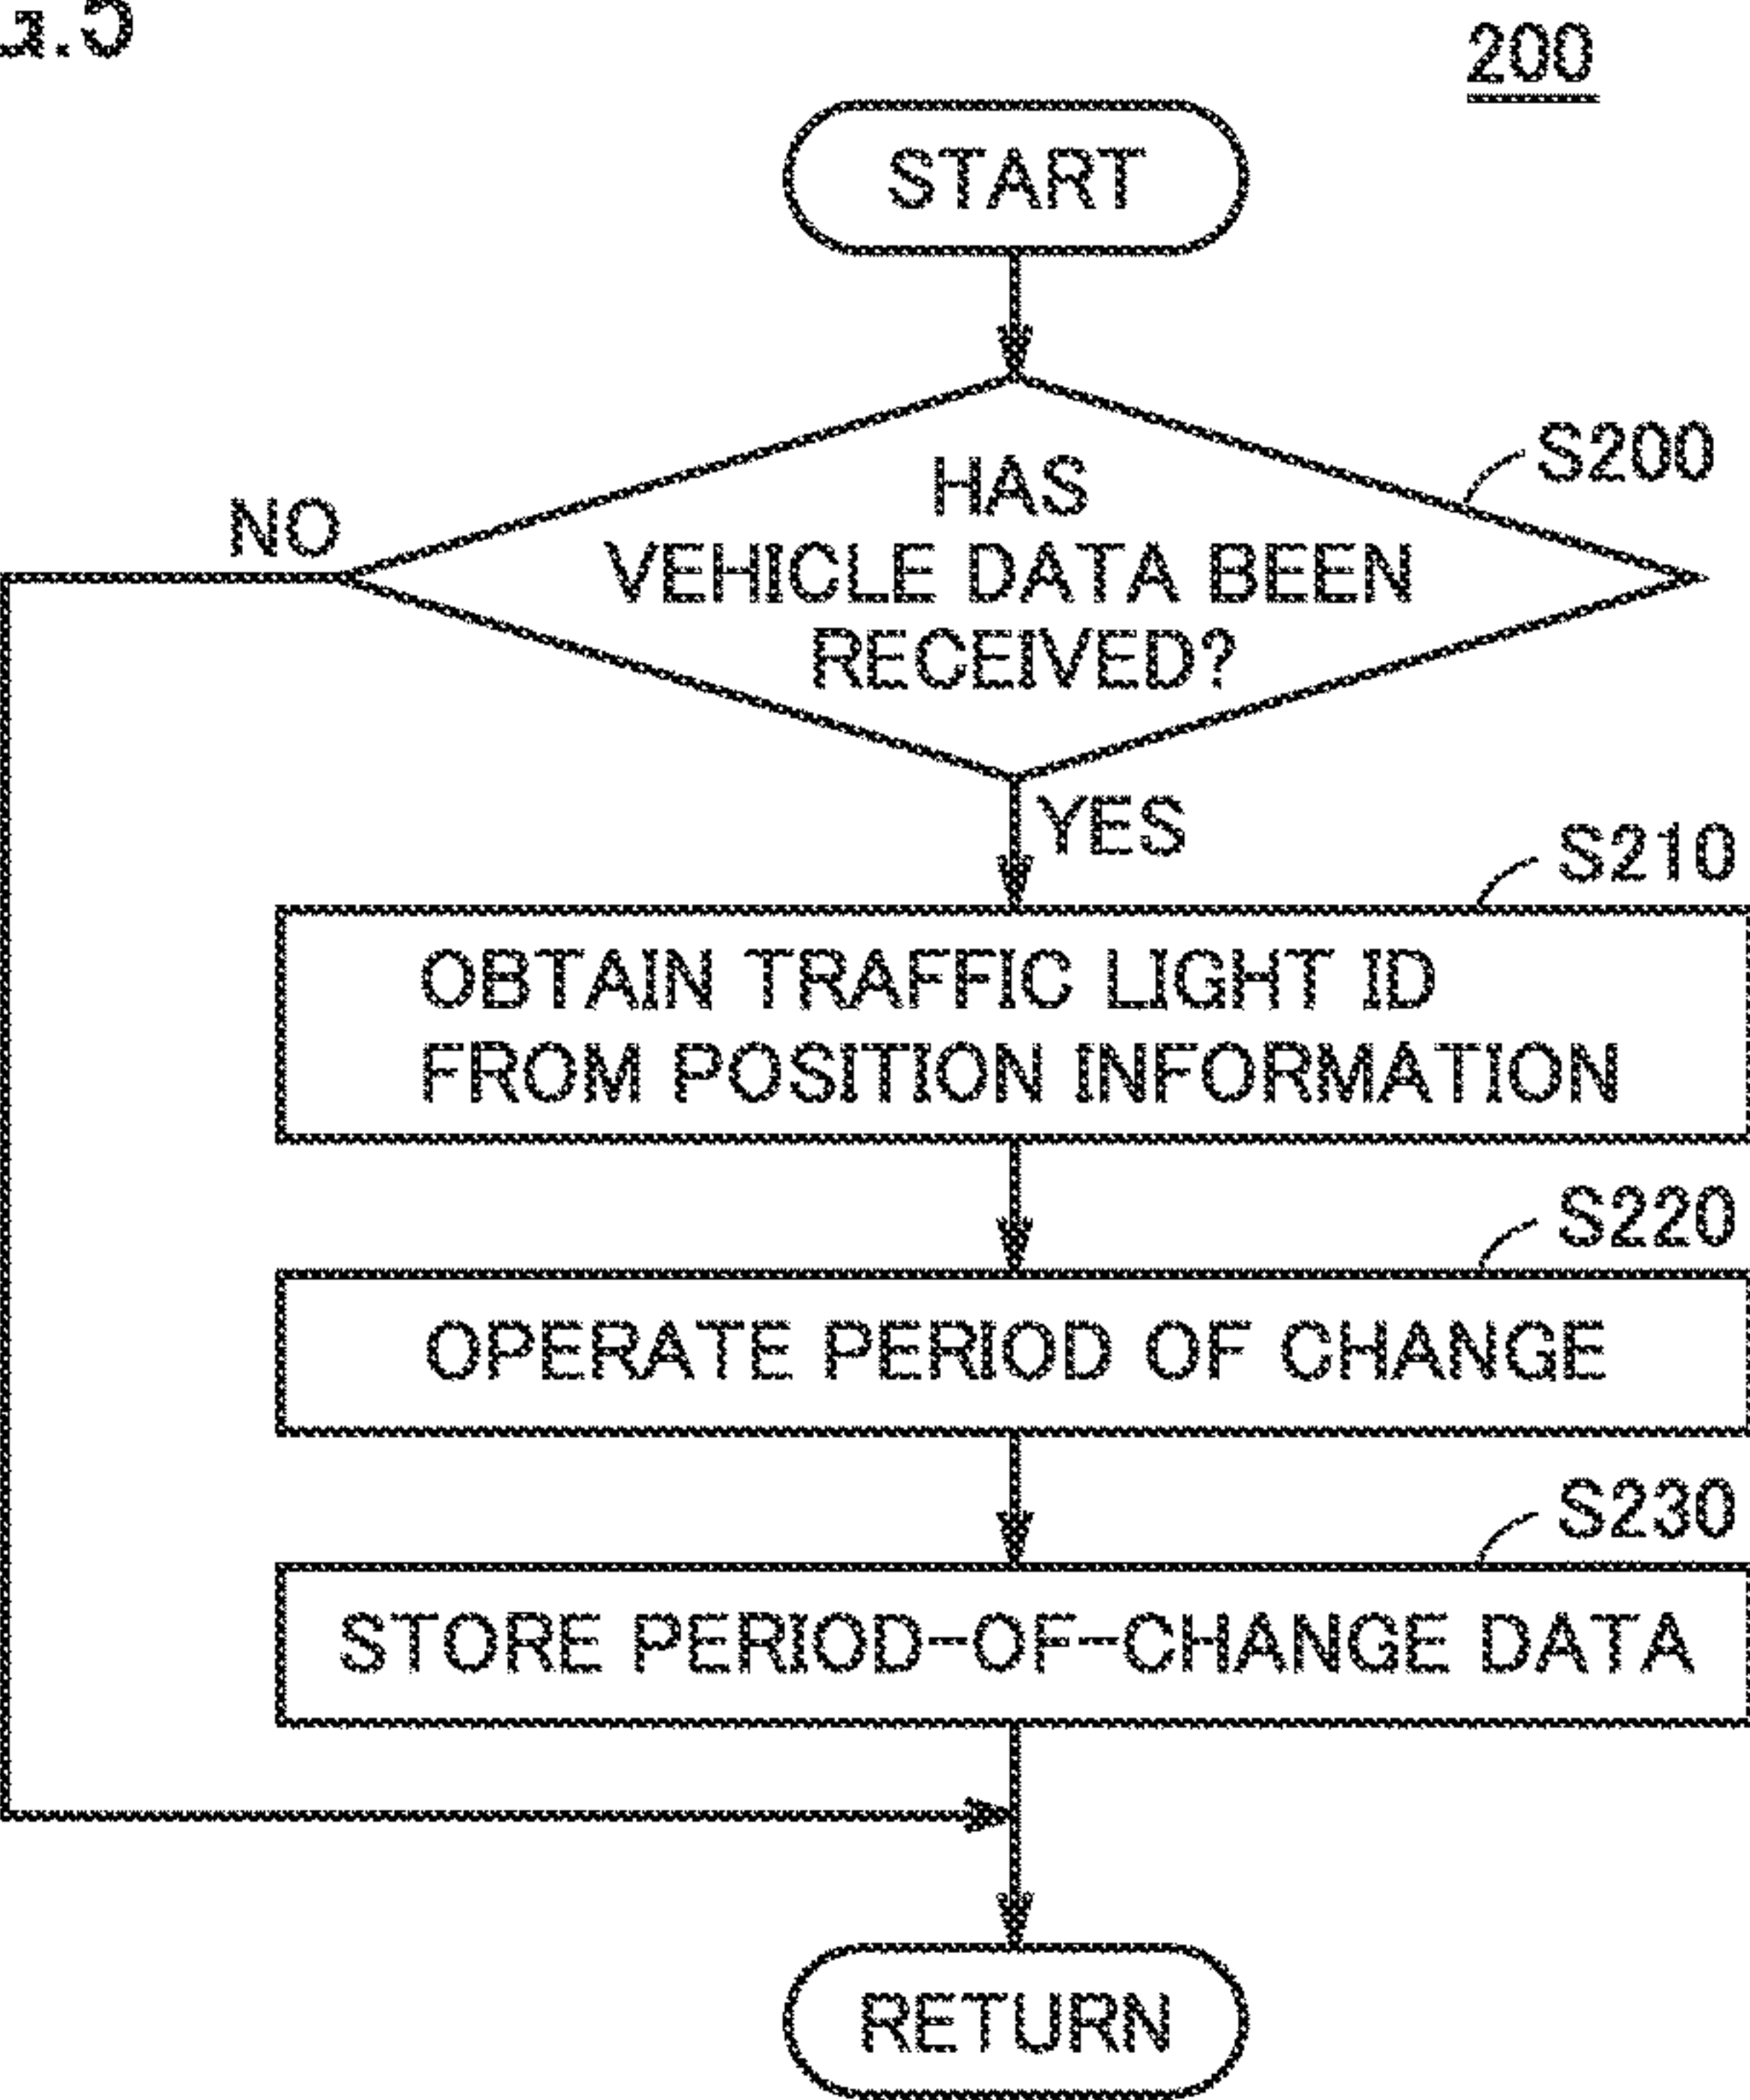 G.5
200
START
HAS
VEHICLE DATA BEEN
RECEIVED?
S200
NO
YES
S210
OBTAIN TRAFFIC LIGHT ID
FROM POSITION INFORMATION
S220
OPERATE PERIOD OF CHANGE
S230
STORE PERIOD-OF-CHANGE DATA
RETURN